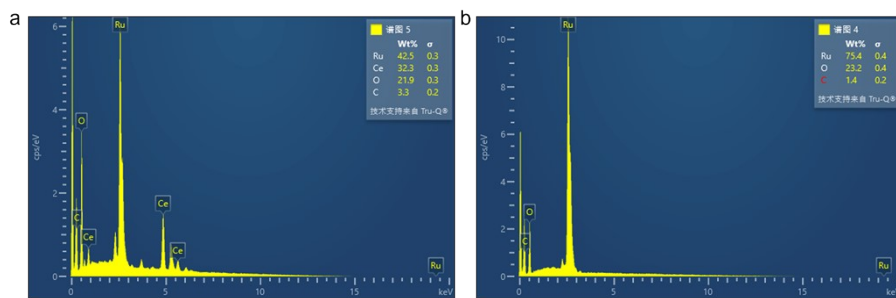 a
谱图 5
Wt% σ
Ru 42.5 0.3
Ce 32.3 0.3
O 21.9 0.3
C 3.3 0.2
技术支持来自 Tru-Q®
Ru
O
C
Ce
Ce
Ce
Ru
cps/eV
6
4
2
0
0 5 10 15 keV
b
谱图 4
Wt% σ
Ru 75.4 0.4
O 23.2 0.4
C 1.4 0.2
技术支持来自 Tru-Q®
Ru
O
C
Ru
cps/eV
10
8
6
4
2
0
0 5 10 15 keV